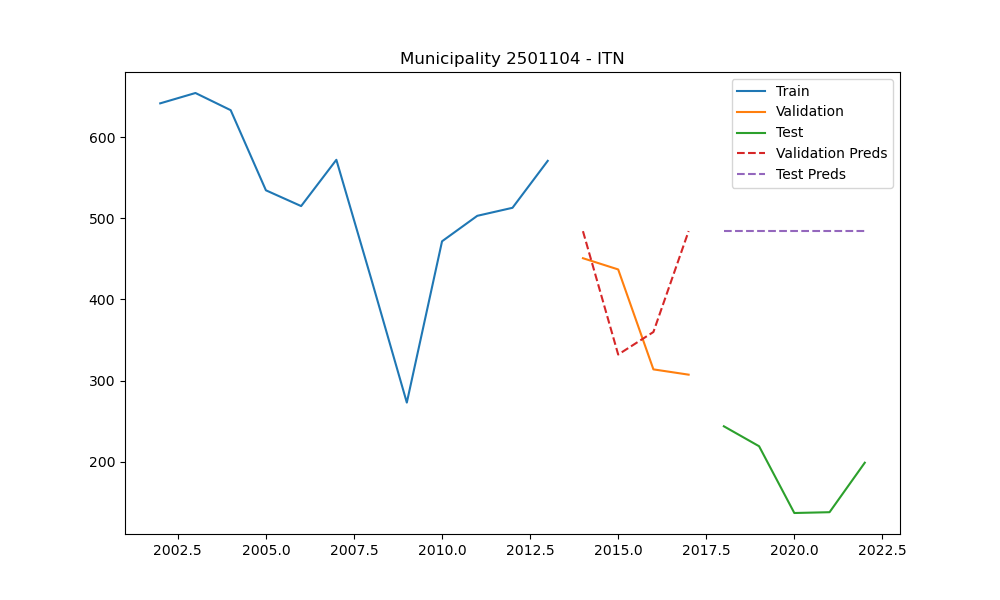 Municipality 2501104 - ITN
Train
Validation
Test
Validation Preds
Test Preds
600
500
400
300
200
2002.5 2005.0 2007.5 2010.0 2012.5 2015.0 2017.5 2020.0 2022.5